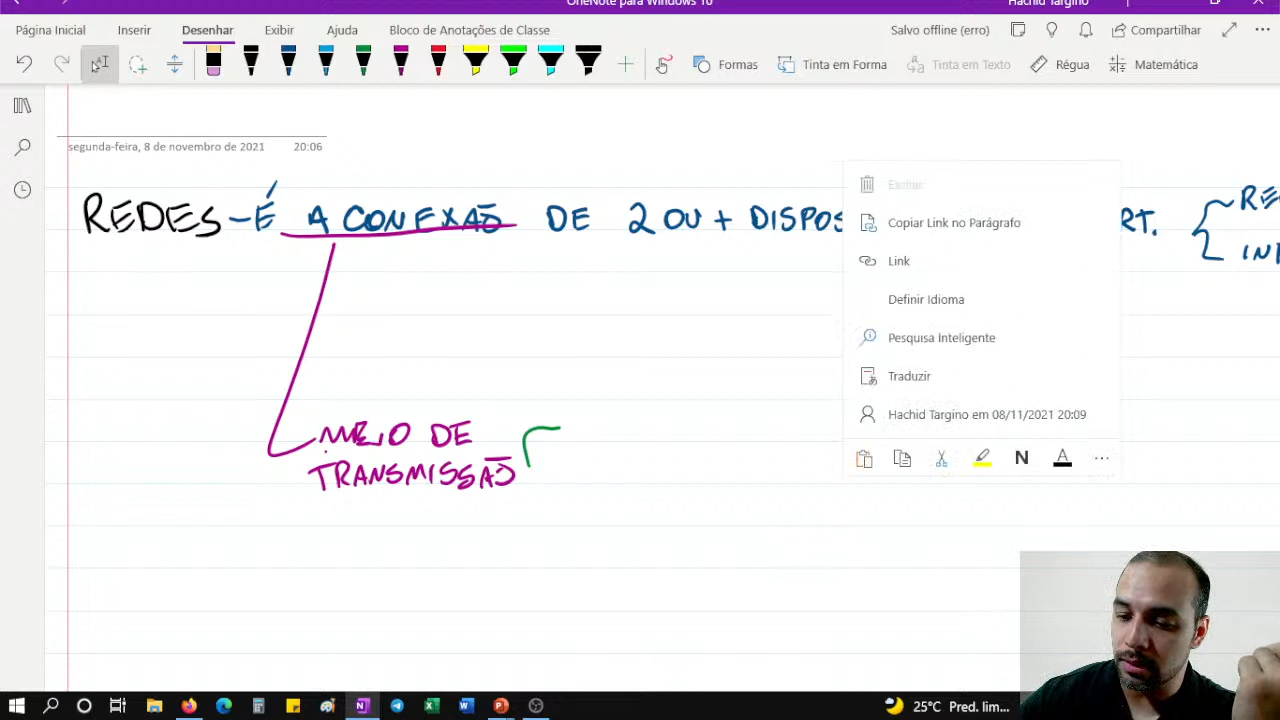 OneNote para Windows 10
Hachid Targino
Página Inicial Inserir Desenhar Exibir Ajuda Bloco de Anotações de Classe Salvo offline (erro) Compartilhar
Formas Tinta em Forma Tinta em Texto Régua Matemática
segunda-feira, 8 de novembro de 2021 20:06
REDES - É A CONEXÃO DE 2 OU + DISPOS RT. RE
IN
Copiar Link no Parágrafo
Link
Definir Idioma
Pesquisa Inteligente
Traduzir
Hachid Targino em 08/11/2021 20:09
N A
MEIO DE
TRANSMISSÃO
25°C Pred. lim...